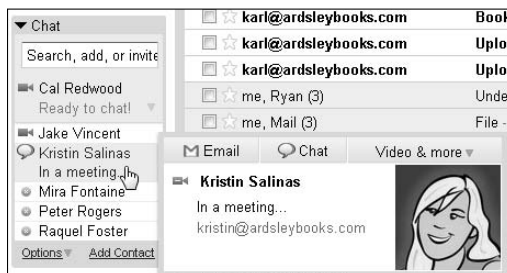 Chat
Search, add, or invite
Cal Redwood
Ready to chat!
Jake Vincent
Kristin Salinas
In a meeting...
Mira Fontaine
Peter Rogers
Raquel Foster
Options Add Contact
karl@ardsleybooks.com Book
karl@ardsleybooks.com Uplo
karl@ardsleybooks.com Uplo
me, Ryan (3) Unde
me, Mail (3) File -
Email Chat Video & more
Kristin Salinas
In a meeting...
kristin@ardsleybooks.com